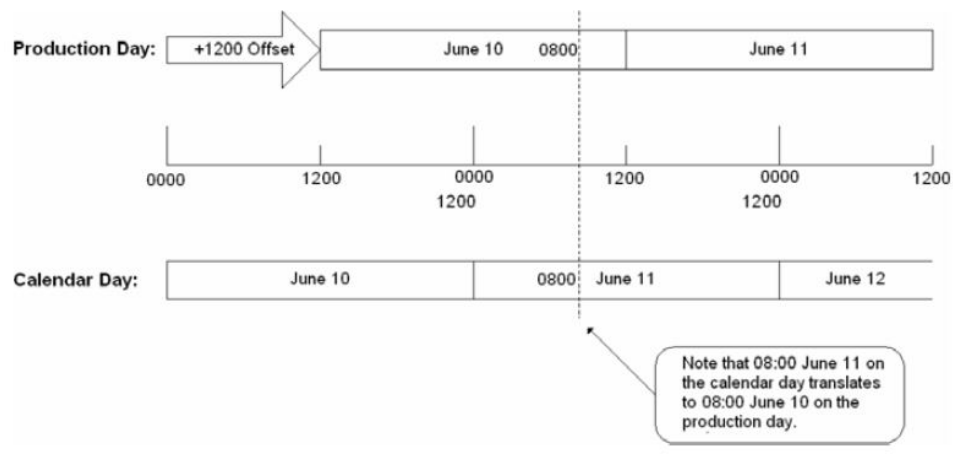 Production Day: +1200 Offset June 10 0800 June 11
0000 1200 0000 1200 0000 1200
1200 1200
Calendar Day: June 10 0800 June 11 June 12
Note that 08:00 June 11 on
the calendar day translates
to 08:00 June 10 on the
production day.